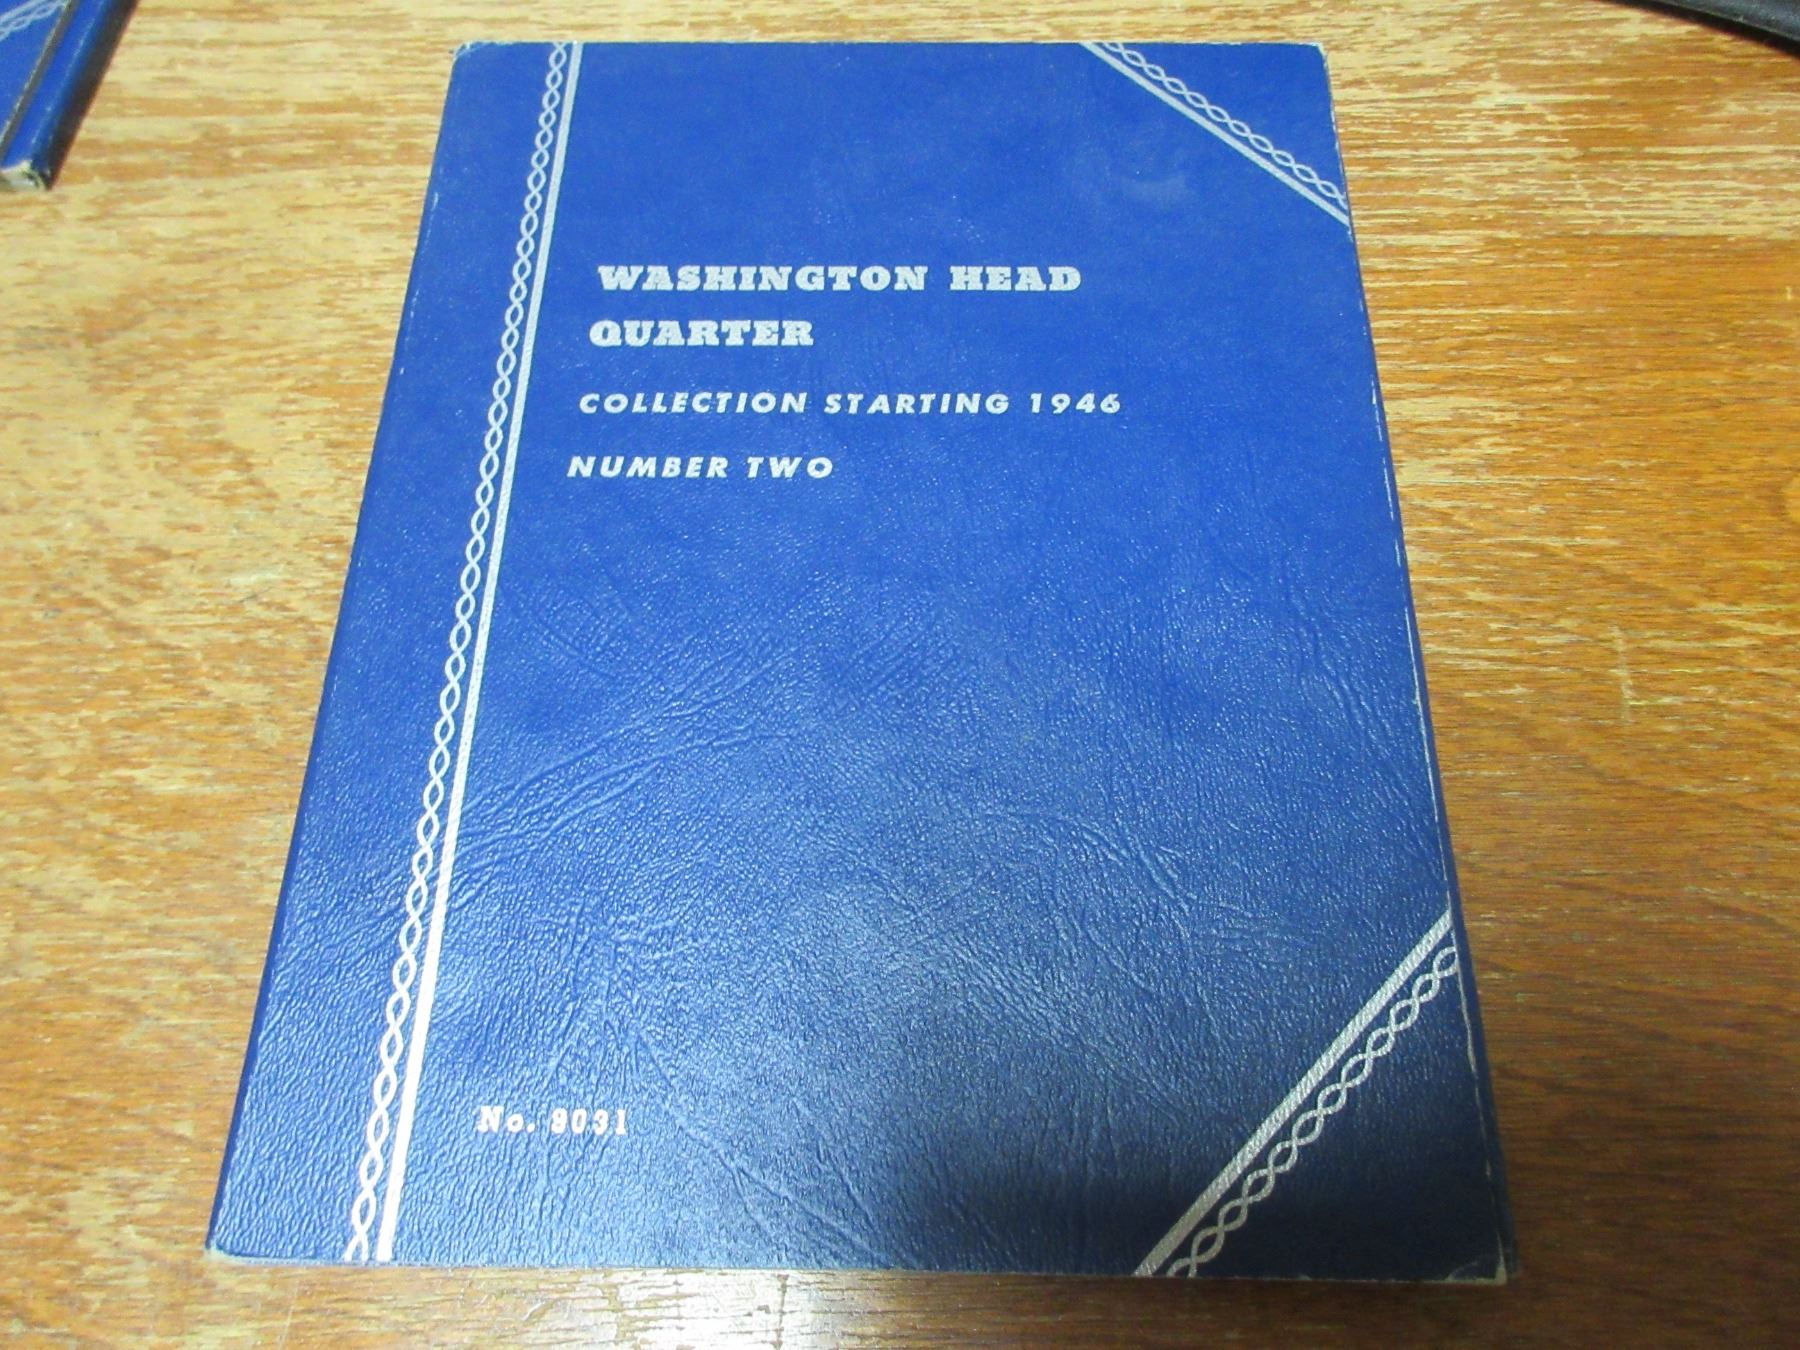 WASHINGTON HEAD
QUARTER
COLLECTION STARTING 1946
NUMBER TWO
No. 9031